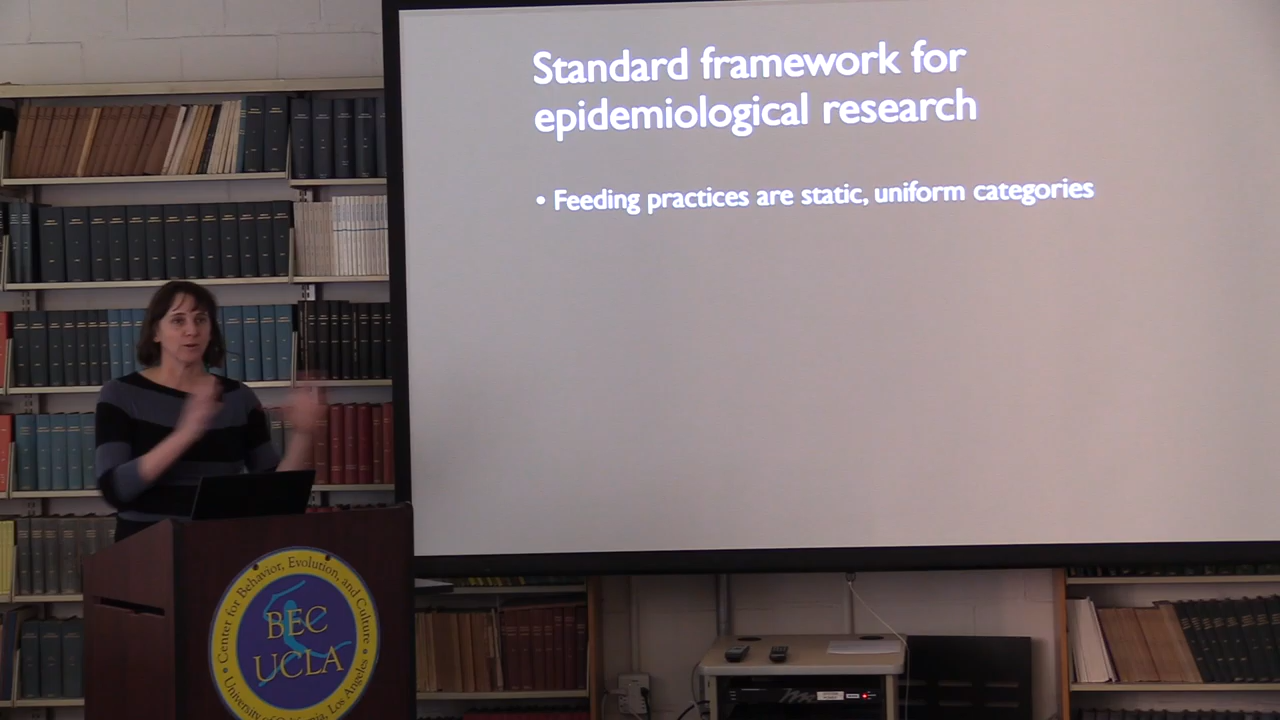 Standard framework for
epidemiological research
• Feeding practices are static, uniform categories
Center for Behavior, Evolution, and Culture
BEC
UCLA
University of California, Los Angeles